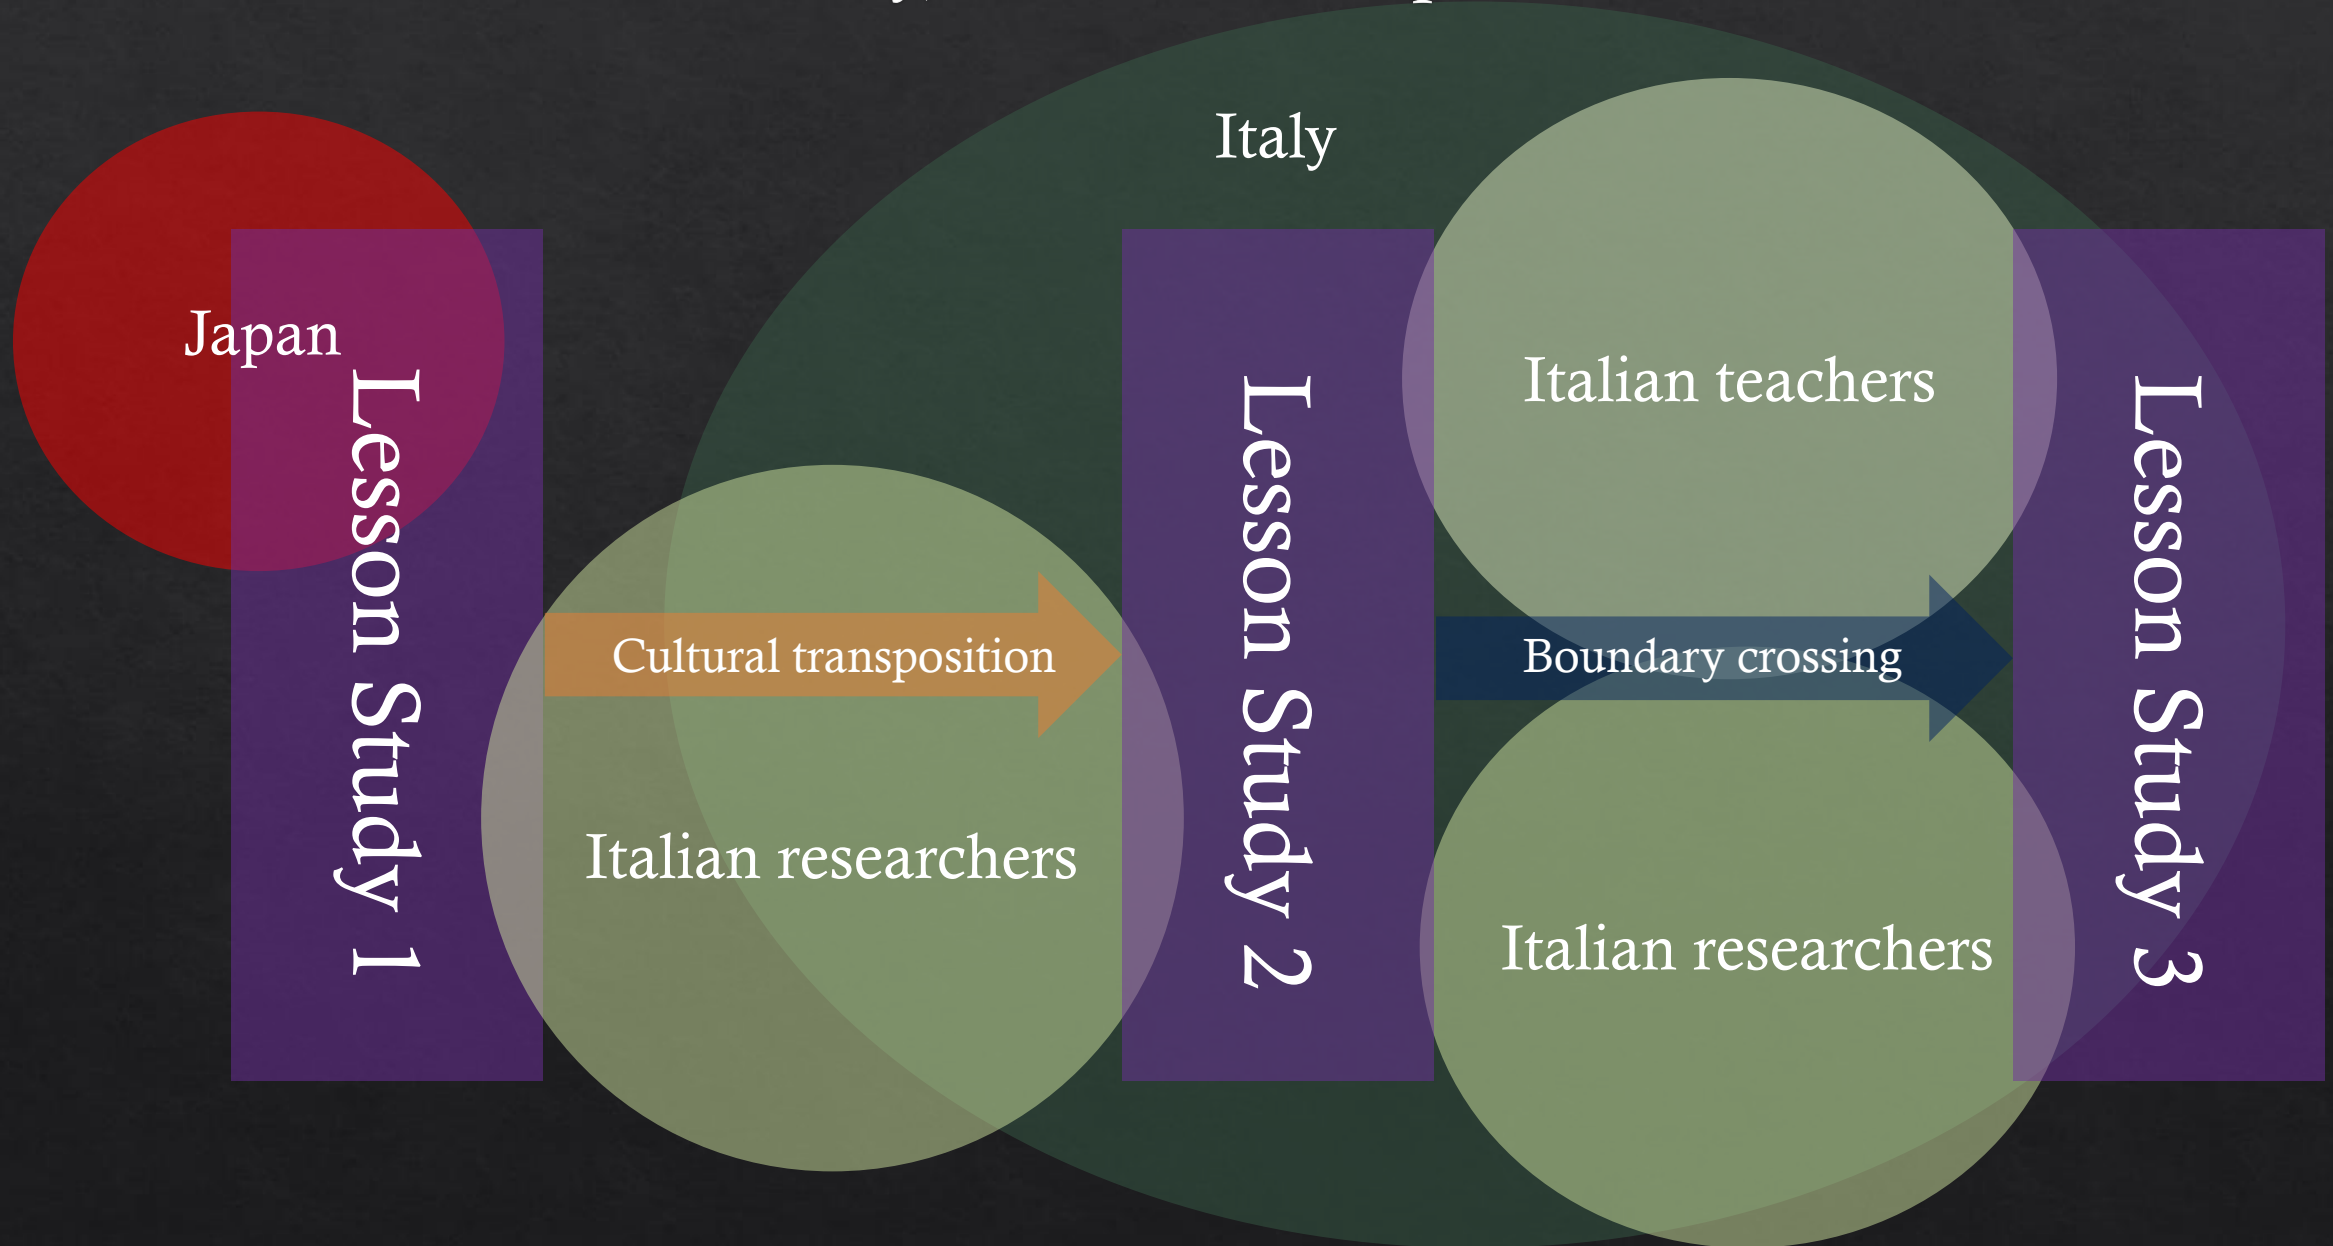 Italy
Japan
Lesson Study 1
Cultural transposition
Italian researchers
Lesson Study 2
Italian teachers
Boundary crossing
Italian researchers
Lesson Study 3